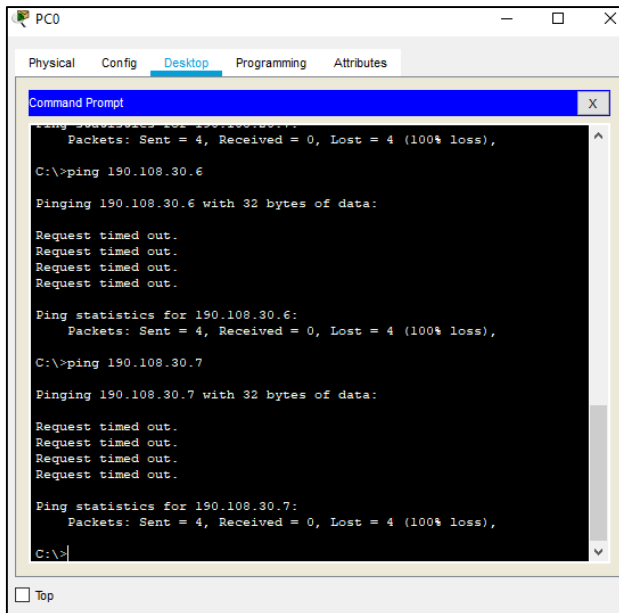 PC0
Physical Config Desktop Programming Attributes
Command Prompt X
Packets: Sent = 4, Received = 0, Lost = 4 (100% loss),
C:\>ping 190.108.30.6
Pinging 190.108.30.6 with 32 bytes of data:
Request timed out.
Request timed out.
Request timed out.
Request timed out.
Ping statistics for 190.108.30.6:
Packets: Sent = 4, Received = 0, Lost = 4 (100% loss),
C:\>ping 190.108.30.7
Pinging 190.108.30.7 with 32 bytes of data:
Request timed out.
Request timed out.
Request timed out.
Request timed out.
Ping statistics for 190.108.30.7:
Packets: Sent = 4, Received = 0, Lost = 4 (100% loss),
C:\>
Top